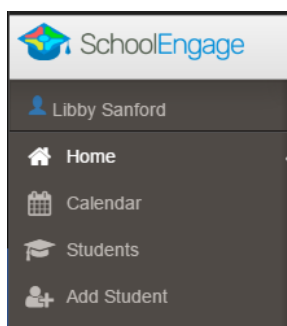 SchoolEngage
Libby Sanford
Home
Calendar
Students
Add Student